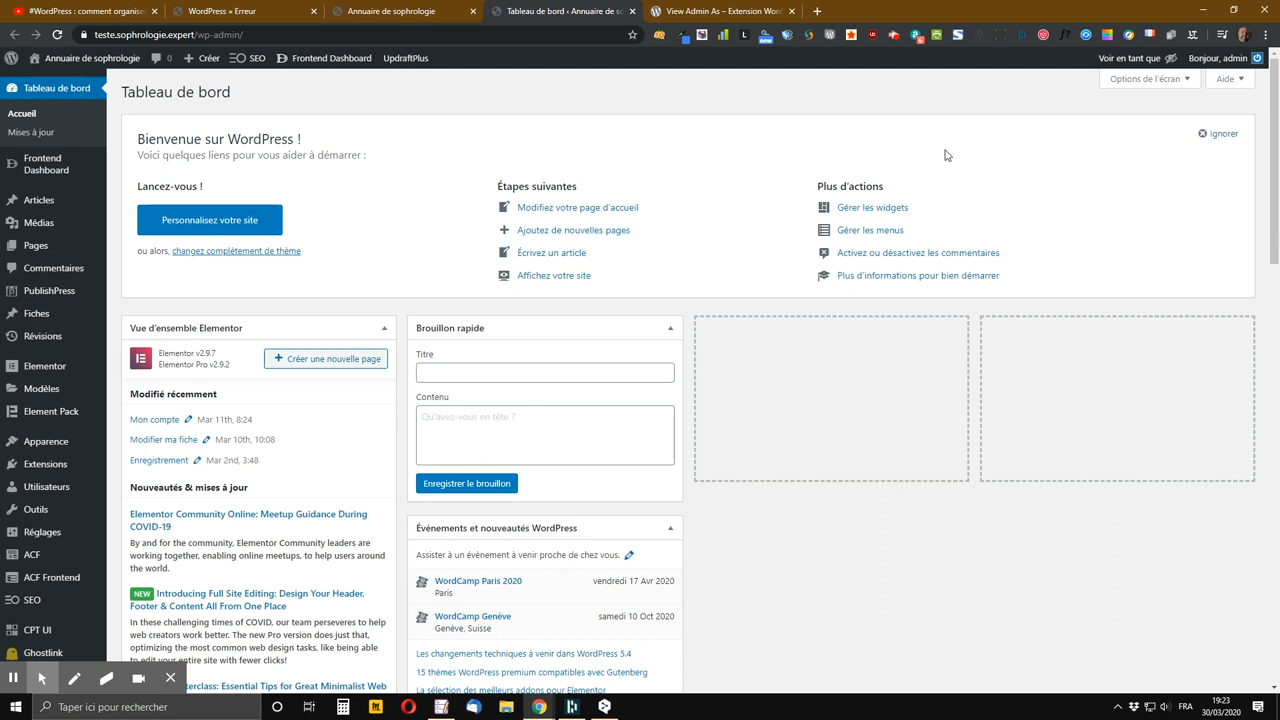 WordPress
WordPress
Annuaire de sophrologie
Tableau de bord ‹ Annuaire de so
View Admin As – Extension Word
teste.sophrologie.expert/wp-admin/
Annuaire de sophrologie
0
Créer
SEO
Frontend Dashboard
UpdraftPlus
Voir en tant que
Bonjour, admin
Tableau de bord
Accueil
Mises à jour
Frontend
Dashboard
Articles
Médias
Pages
Commentaires
PublishPress
Fiches
Révisions
Elementor
Modèles
Element Pack
Apparence
Extensions
Utilisateurs
Outils
Réglages
ACF
ACF Frontend
SEO
CPT UI
Ghostlink
Options de l'écran
Aide
Tableau de bord
Bienvenue sur WordPress !
Voici quelques liens pour vous aider à démarrer :
Ignorer
Lancez-vous !
Personnalisez votre site
ou alors, changez complètement de thème
Étapes suivantes
Modifiez votre page d'accueil
Ajoutez de nouvelles pages
Écrivez un article
Affichez votre site
Plus d'actions
Gérer les widgets
Gérer les menus
Activez ou désactivez les commentaires
Plus d'informations pour bien démarrer
Vue d'ensemble Elementor
Elementor v2.9.7
Elementor Pro v2.9.2
Créer une nouvelle page
Modifié récemment
Mon compte Mar 11th, 8:24
Modifier ma fiche Mar 10th, 10:08
Enregistrement Mar 2nd, 3:48
Nouveautés & mises à jour
Elementor Community Online: Meetup Guidance During
COVID-19
By and for the community, Elementor Community leaders are
working together, enabling online meetups, to help users around
the world.
NEW Introducing Full Site Editing: Design Your Header,
Footer & Content All From One Place
In these challenging times of COVID, our team perseveres to help
web creators work better. The new Pro version does just that,
optimizing the most common web design tasks, like being able
to edit your entire site with fewer clicks!
erclass: Essential Tips for Great Minimalist Web
Brouillon rapide
Titre
Contenu
Qu'avez-vous en tête ?
Enregistrer le brouillon
Évènements et nouveautés WordPress
Assister à un évènement à venir proche de chez vous.
WordCamp Paris 2020 vendredi 17 Avr 2020
Paris
WordCamp Genève samedi 10 Oct 2020
Genève, Suisse
Les changements techniques à venir dans WordPress 5.4
15 thèmes WordPress premium compatibles avec Gutenberg
La sélection des meilleurs addons pour Elementor
Taper ici pour rechercher
FRA
19:23
30/03/2020